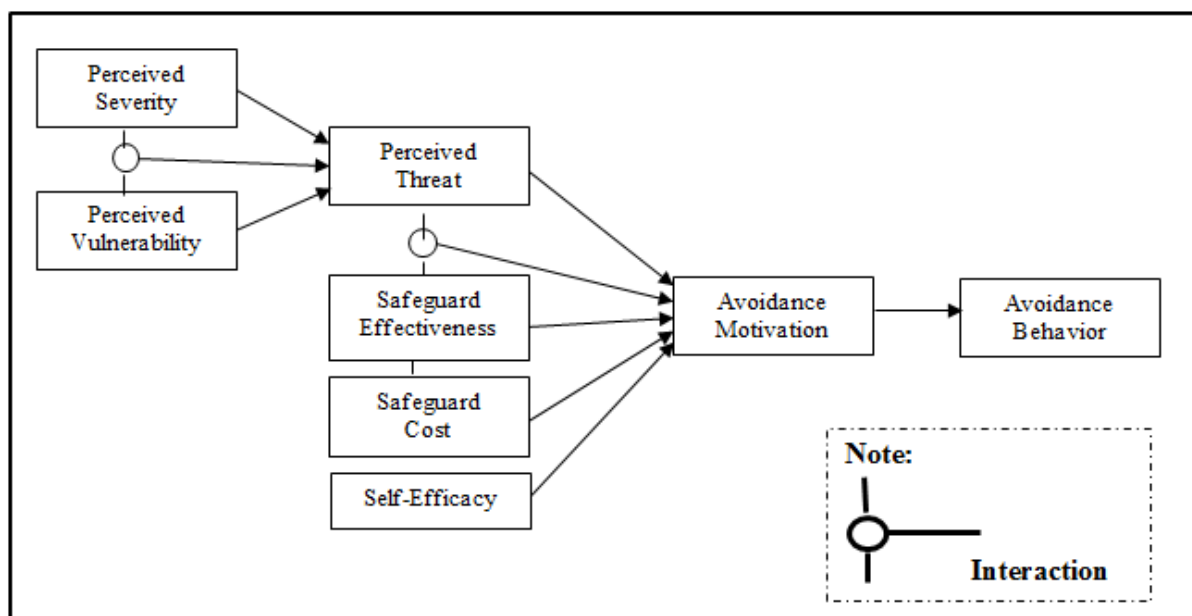 Perceived
Severity
Perceived
Vulnerability
Perceived
Threat
Safeguard
Effectiveness
Safeguard
Cost
Self-Efficacy
Avoidance
Motivation
Avoidance
Behavior
Note:
Interaction